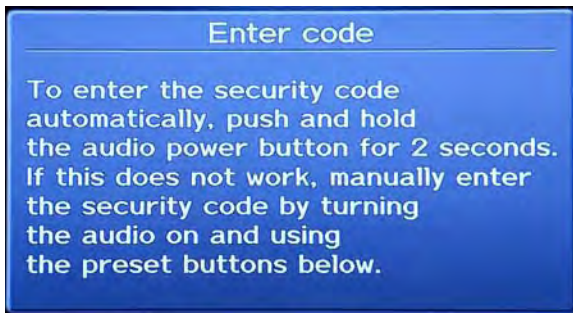 Enter code
To enter the security code
automatically, push and hold
the audio power button for 2 seconds.
If this does not work, manually enter
the security code by turning
the audio on and using
the preset buttons below.